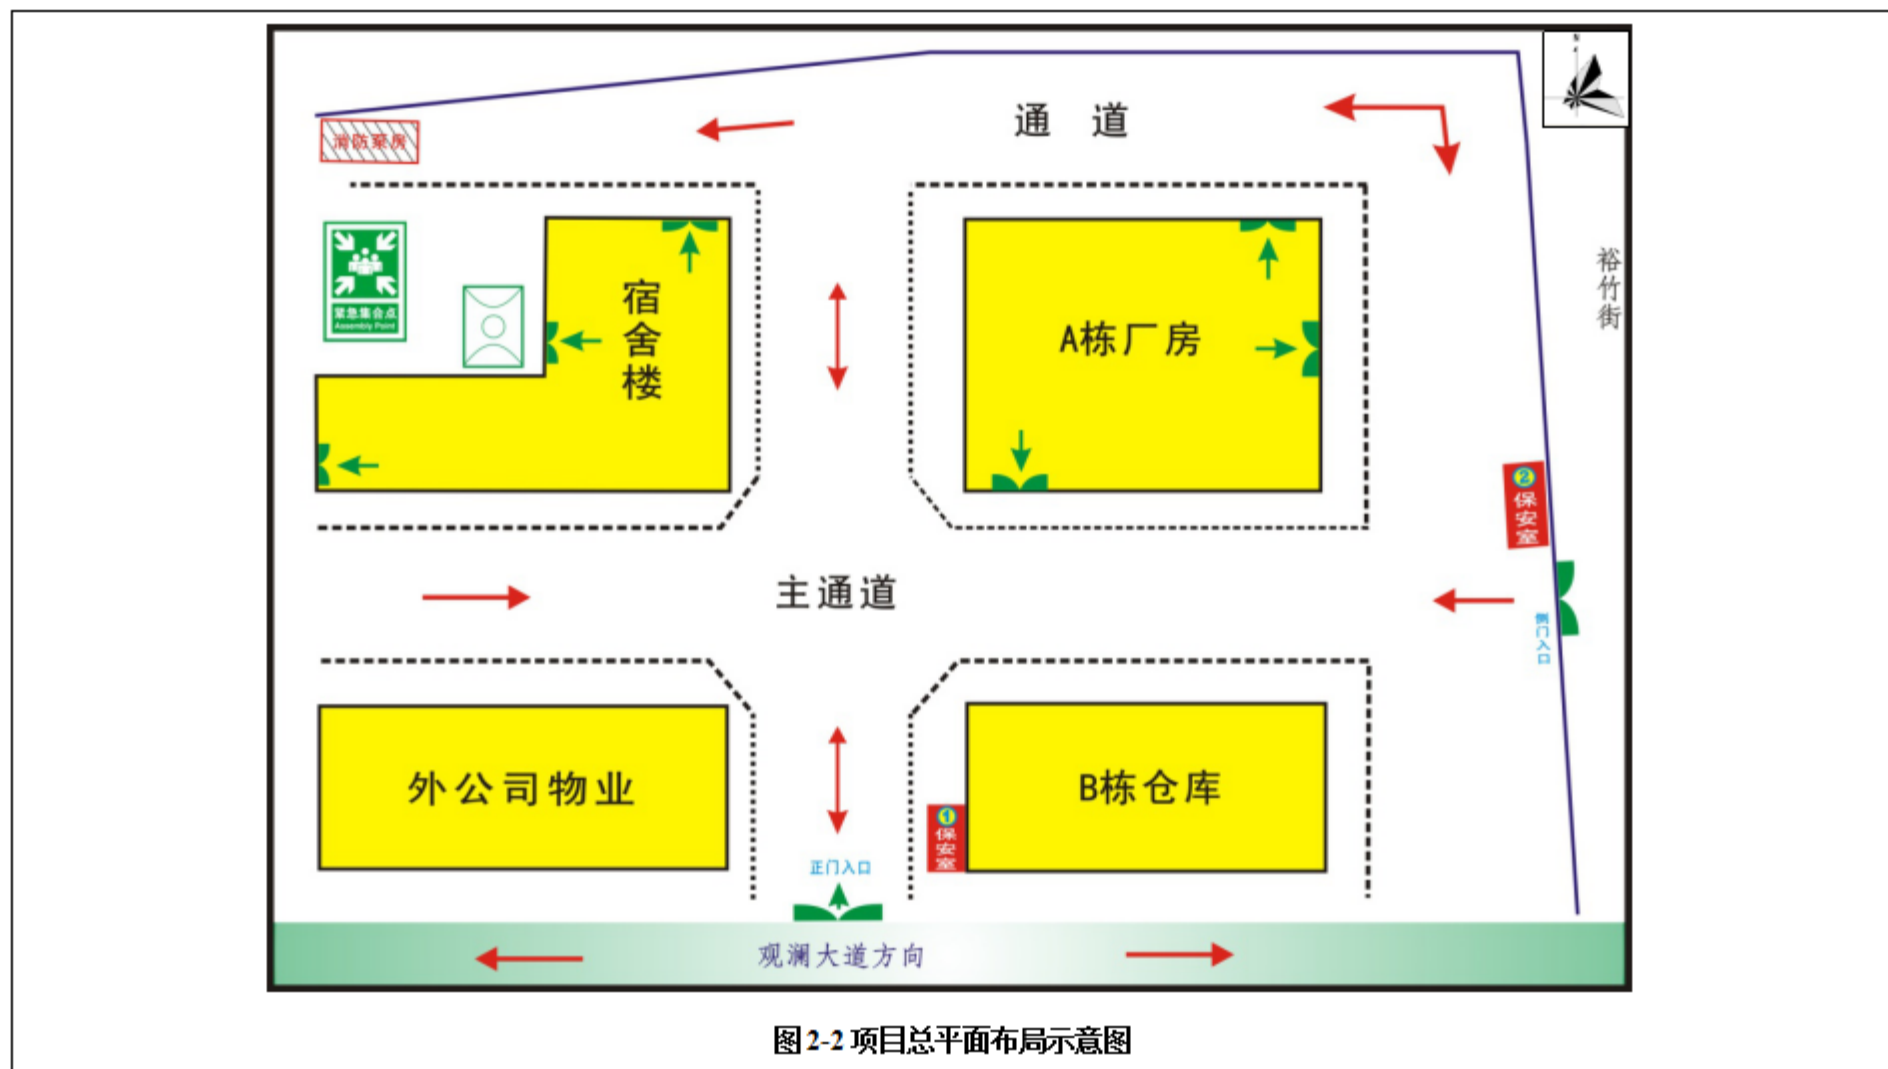 N
通 道
消防泵房
紧急集合点
Assembly Point
宿舍楼
A栋厂房
裕竹街
2
保安室
主通道
侧门入口
外公司物业
B栋仓库
1
保安室
正门入口
观澜大道方向
图 2-2 项目总平面布局示意图